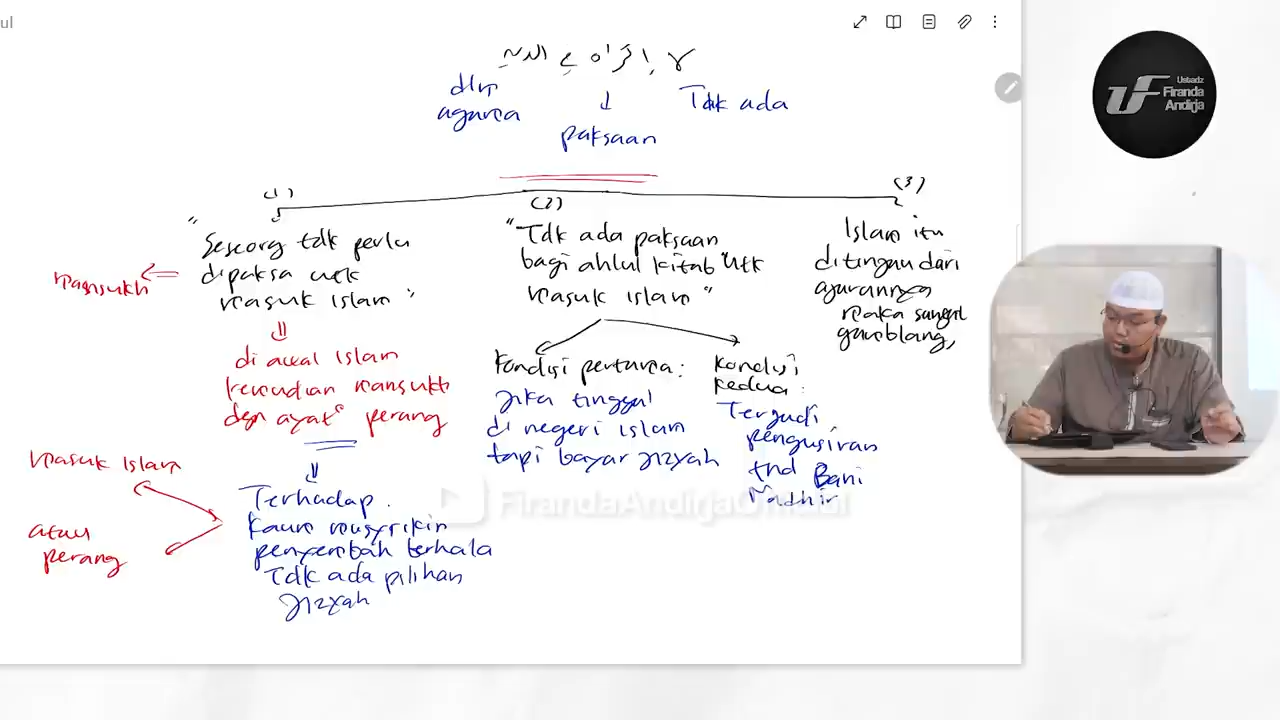 ul
لا إكراه في الدين
dlm
agama
paksaan
Tdk ada
(1)
"Seseorg tdk perlu
dipaksa utk
masuk islam"
mansukh
di awal islam
kemudian mansukh
dgn ayat² perang
Terhadap
kaum musyrikin
penyembah berhala
Tdk ada pilihan
jizyah
masuk islam
atau
perang
(2)
"Tdk ada paksaan
bagi ahlul kitab utk
masuk islam"
kondisi pertama:
jika tinggal
di negeri islam
tapi bayar jizyah
kondisi
kedua:
Terjadi
pengusiran
thd Bani
Nadhir
(3)
Islam itu
ditinjau dari
ajarannya
maka sangat
gamblang,
FirandaAndirjaOfficial
Ustadz
Firanda
Andirja